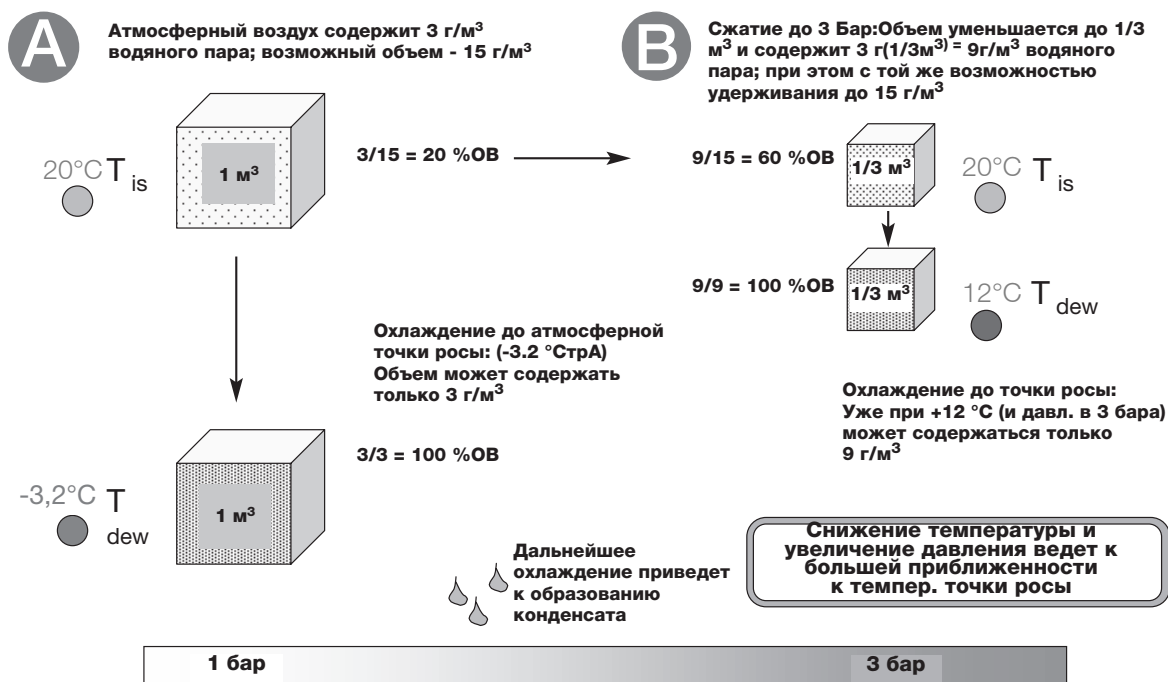 A
Атмосферный воздух содержит 3 г/м³
водяного пара; возможный объем - 15 г/м³
20°C T is
1 м³
3/15 = 20 %ОВ
Охлаждение до атмосферной
точки росы: (-3.2 °CтрА)
Объем может содержать
только 3 г/м³
-3,2°C T
dew
1 м³
3/3 = 100 %ОВ
Дальнейшее
охлаждение приведет
к образованию
конденсата
B
Сжатие до 3 Бар:Объем уменьшается до 1/3
м³ и содержит 3 г(1/3м³) = 9г/м³ водяного
пара; при этом с той же возможностью
удерживания до 15 г/м³
9/15 = 60 %ОВ
1/3 м³
20°C T is
9/9 = 100 %ОВ
1/3 м³
12°C T dew
Охлаждение до точки росы:
Уже при +12 °C (и давл. в 3 бара)
может содержаться только
9 г/м³
Снижение температуры и
увеличение давления ведет к
большей приближенности
к темпер. точки росы
1 бар
3 бар